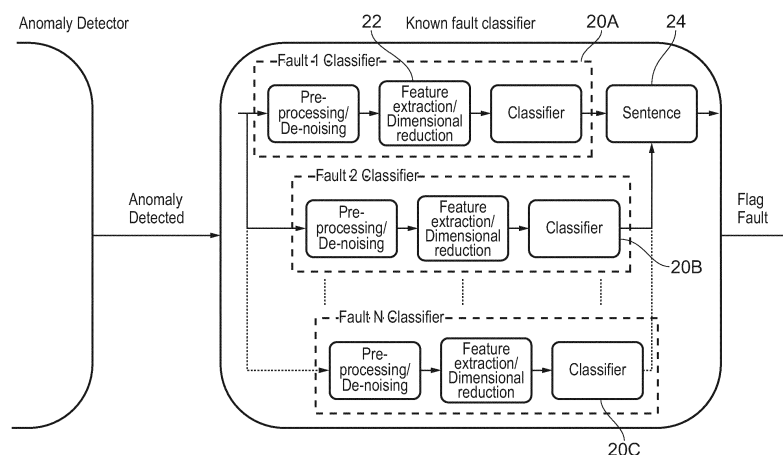 Anomaly Detector
Known fault classifier
22
20A
24
Fault 1 Classifier
Pre-
processing/
De-noising
Feature
extraction/
Dimensional
reduction
Classifier
Sentence
Fault 2 Classifier
Pre-
processing/
De-noising
Feature
extraction/
Dimensional
reduction
Classifier
20B
Anomaly
Detected
Flag
Fault
Fault N Classifier
Pre-
processing/
De-noising
Feature
extraction/
Dimensional
reduction
Classifier
20C